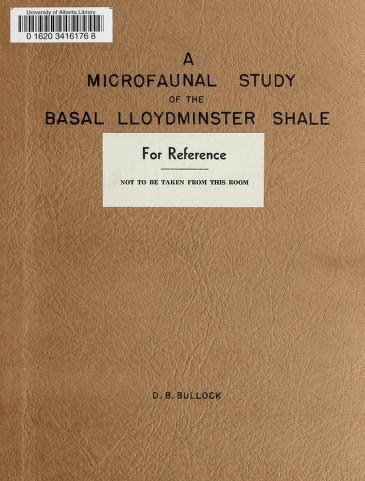 University of Alberta Library
0 1620 3416176 8
A
MICROFAUNAL STUDY
OF THE
BASAL LLOYDMINSTER SHALE
For Reference
NOT TO BE TAKEN FROM THIS ROOM
D. B. BULLOCK